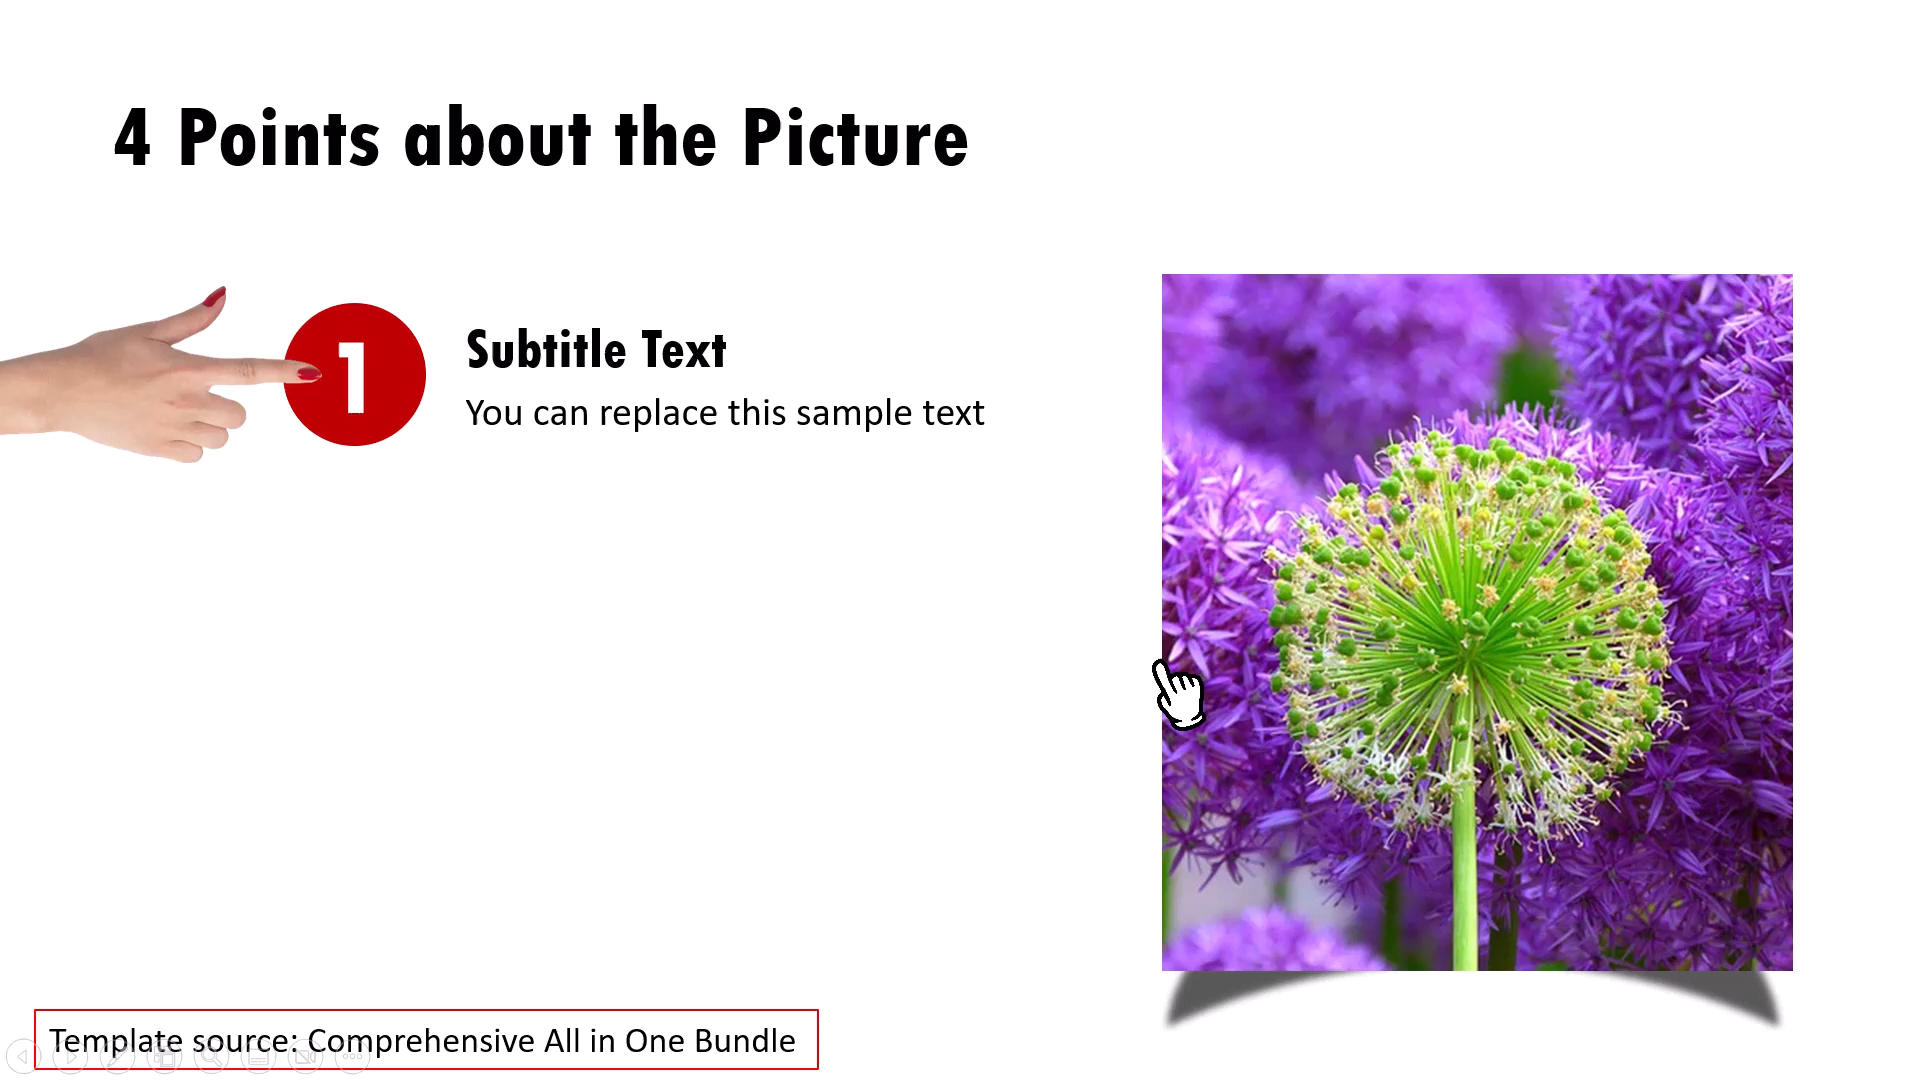 4 Points about the Picture
1
Subtitle Text
You can replace this sample text
Template source: Comprehensive All in One Bundle